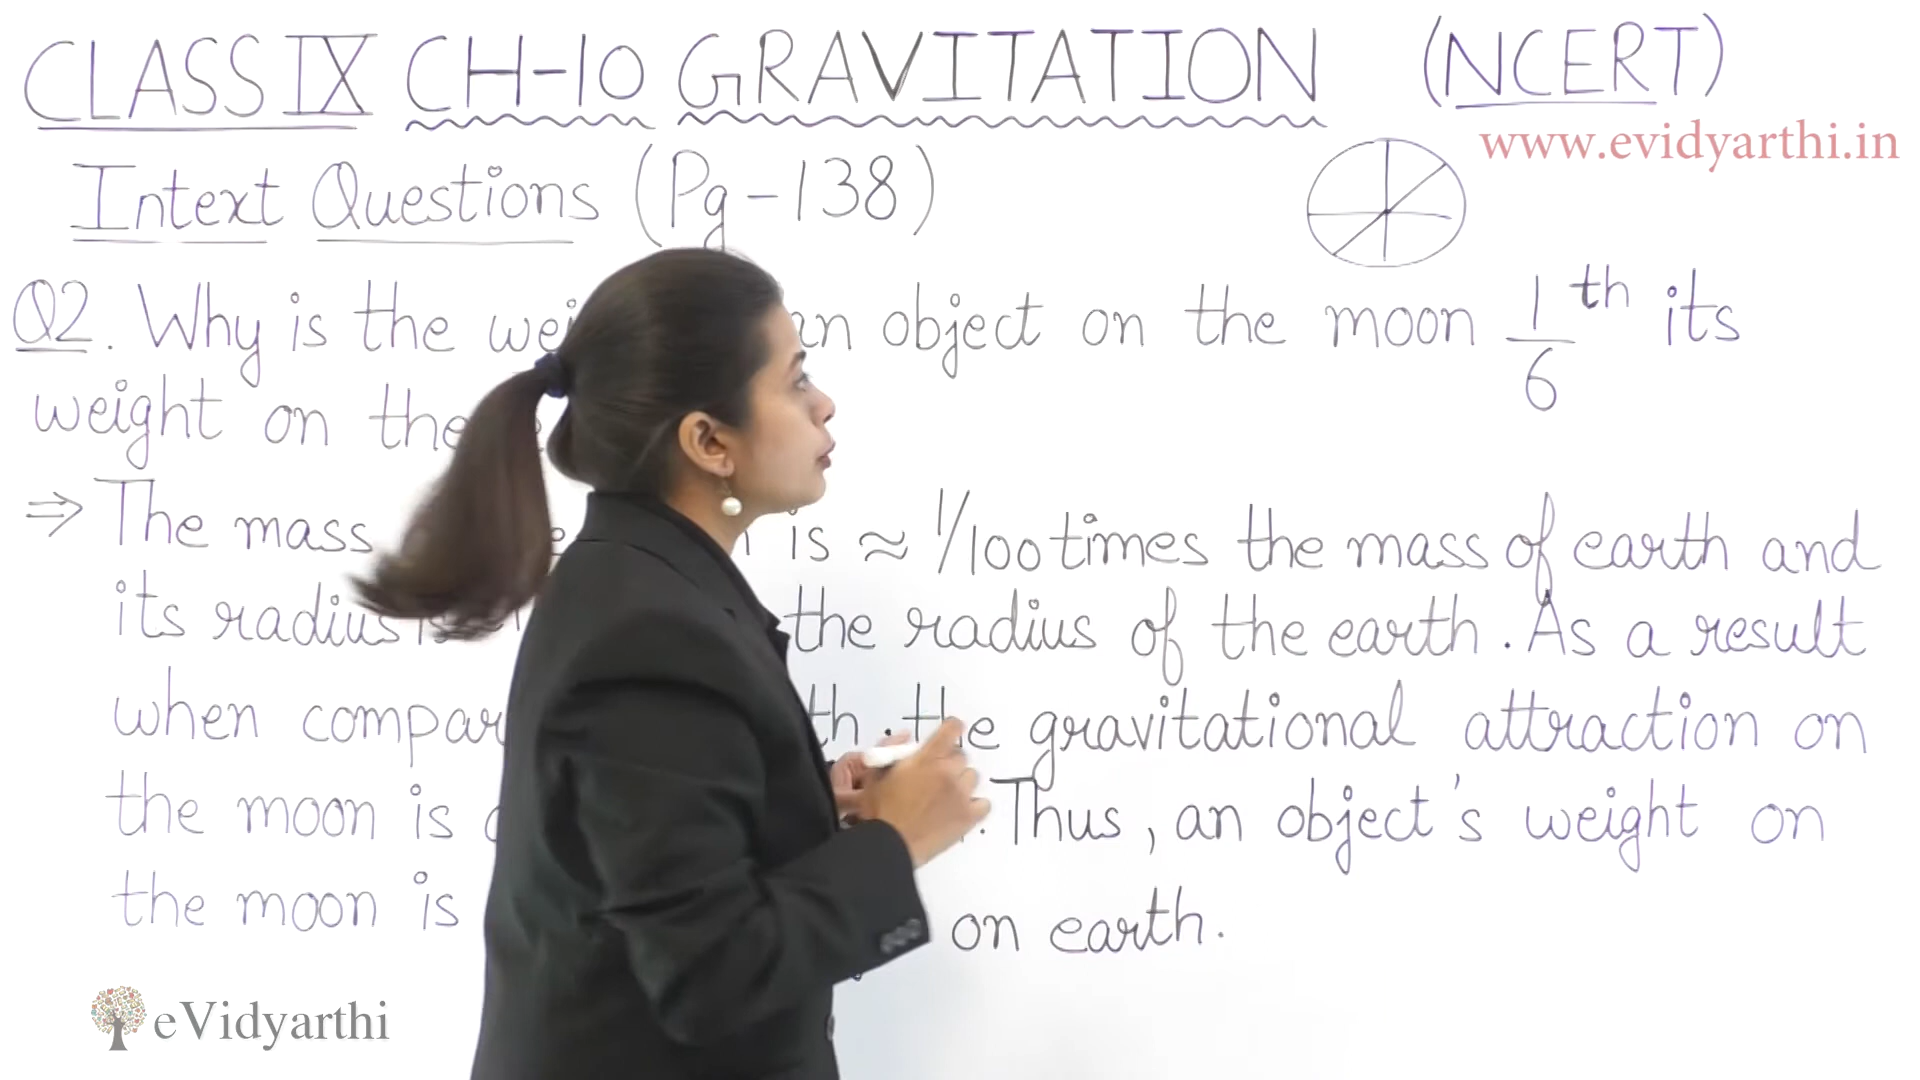 CLASS IX CH-10 GRAVITATION (NCERT)
www.evidyarthi.in
Intext Questions (Pg-138)
Q2. Why is the an object on the moon 1/6 th its
weight on the
⇒ The mass is ≈ 1/100 times the mass of earth and
its radius the radius of the earth. As a result
when the gravitational attraction on
the moon is . Thus, an object's weight on
the moon is on earth.
eVidyarthi